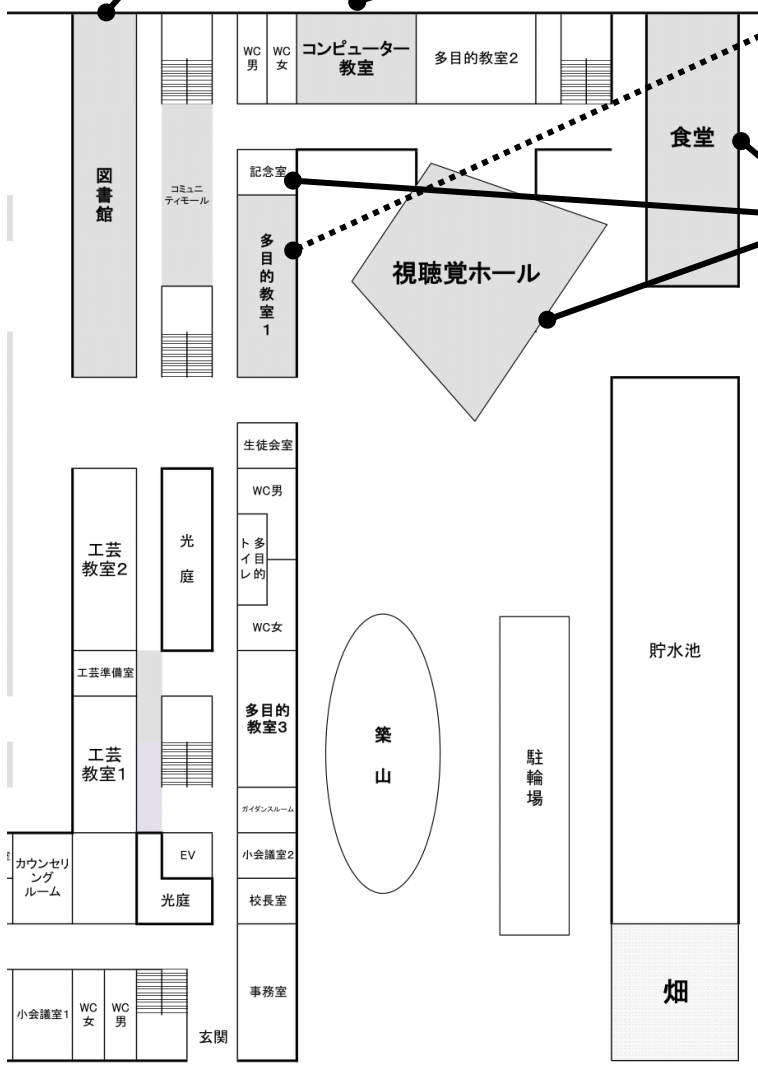 WC
男
WC
女
コンピューター
教室
多目的教室2
食堂
図書館
コミュニ
ティモール
記念室
多目的教室1
視聴覚ホール
生徒会室
WC男
多目的
トイレ
WC女
工芸
教室2
光庭
工芸準備室
多目的
教室3
工芸
教室1
築山
駐輪場
貯水池
ガイダンスルーム
カウンセリ
ング
ルーム
EV
小会議室2
光庭
校長室
畑
事務室
小会議室1
WC
女
WC
男
玄関